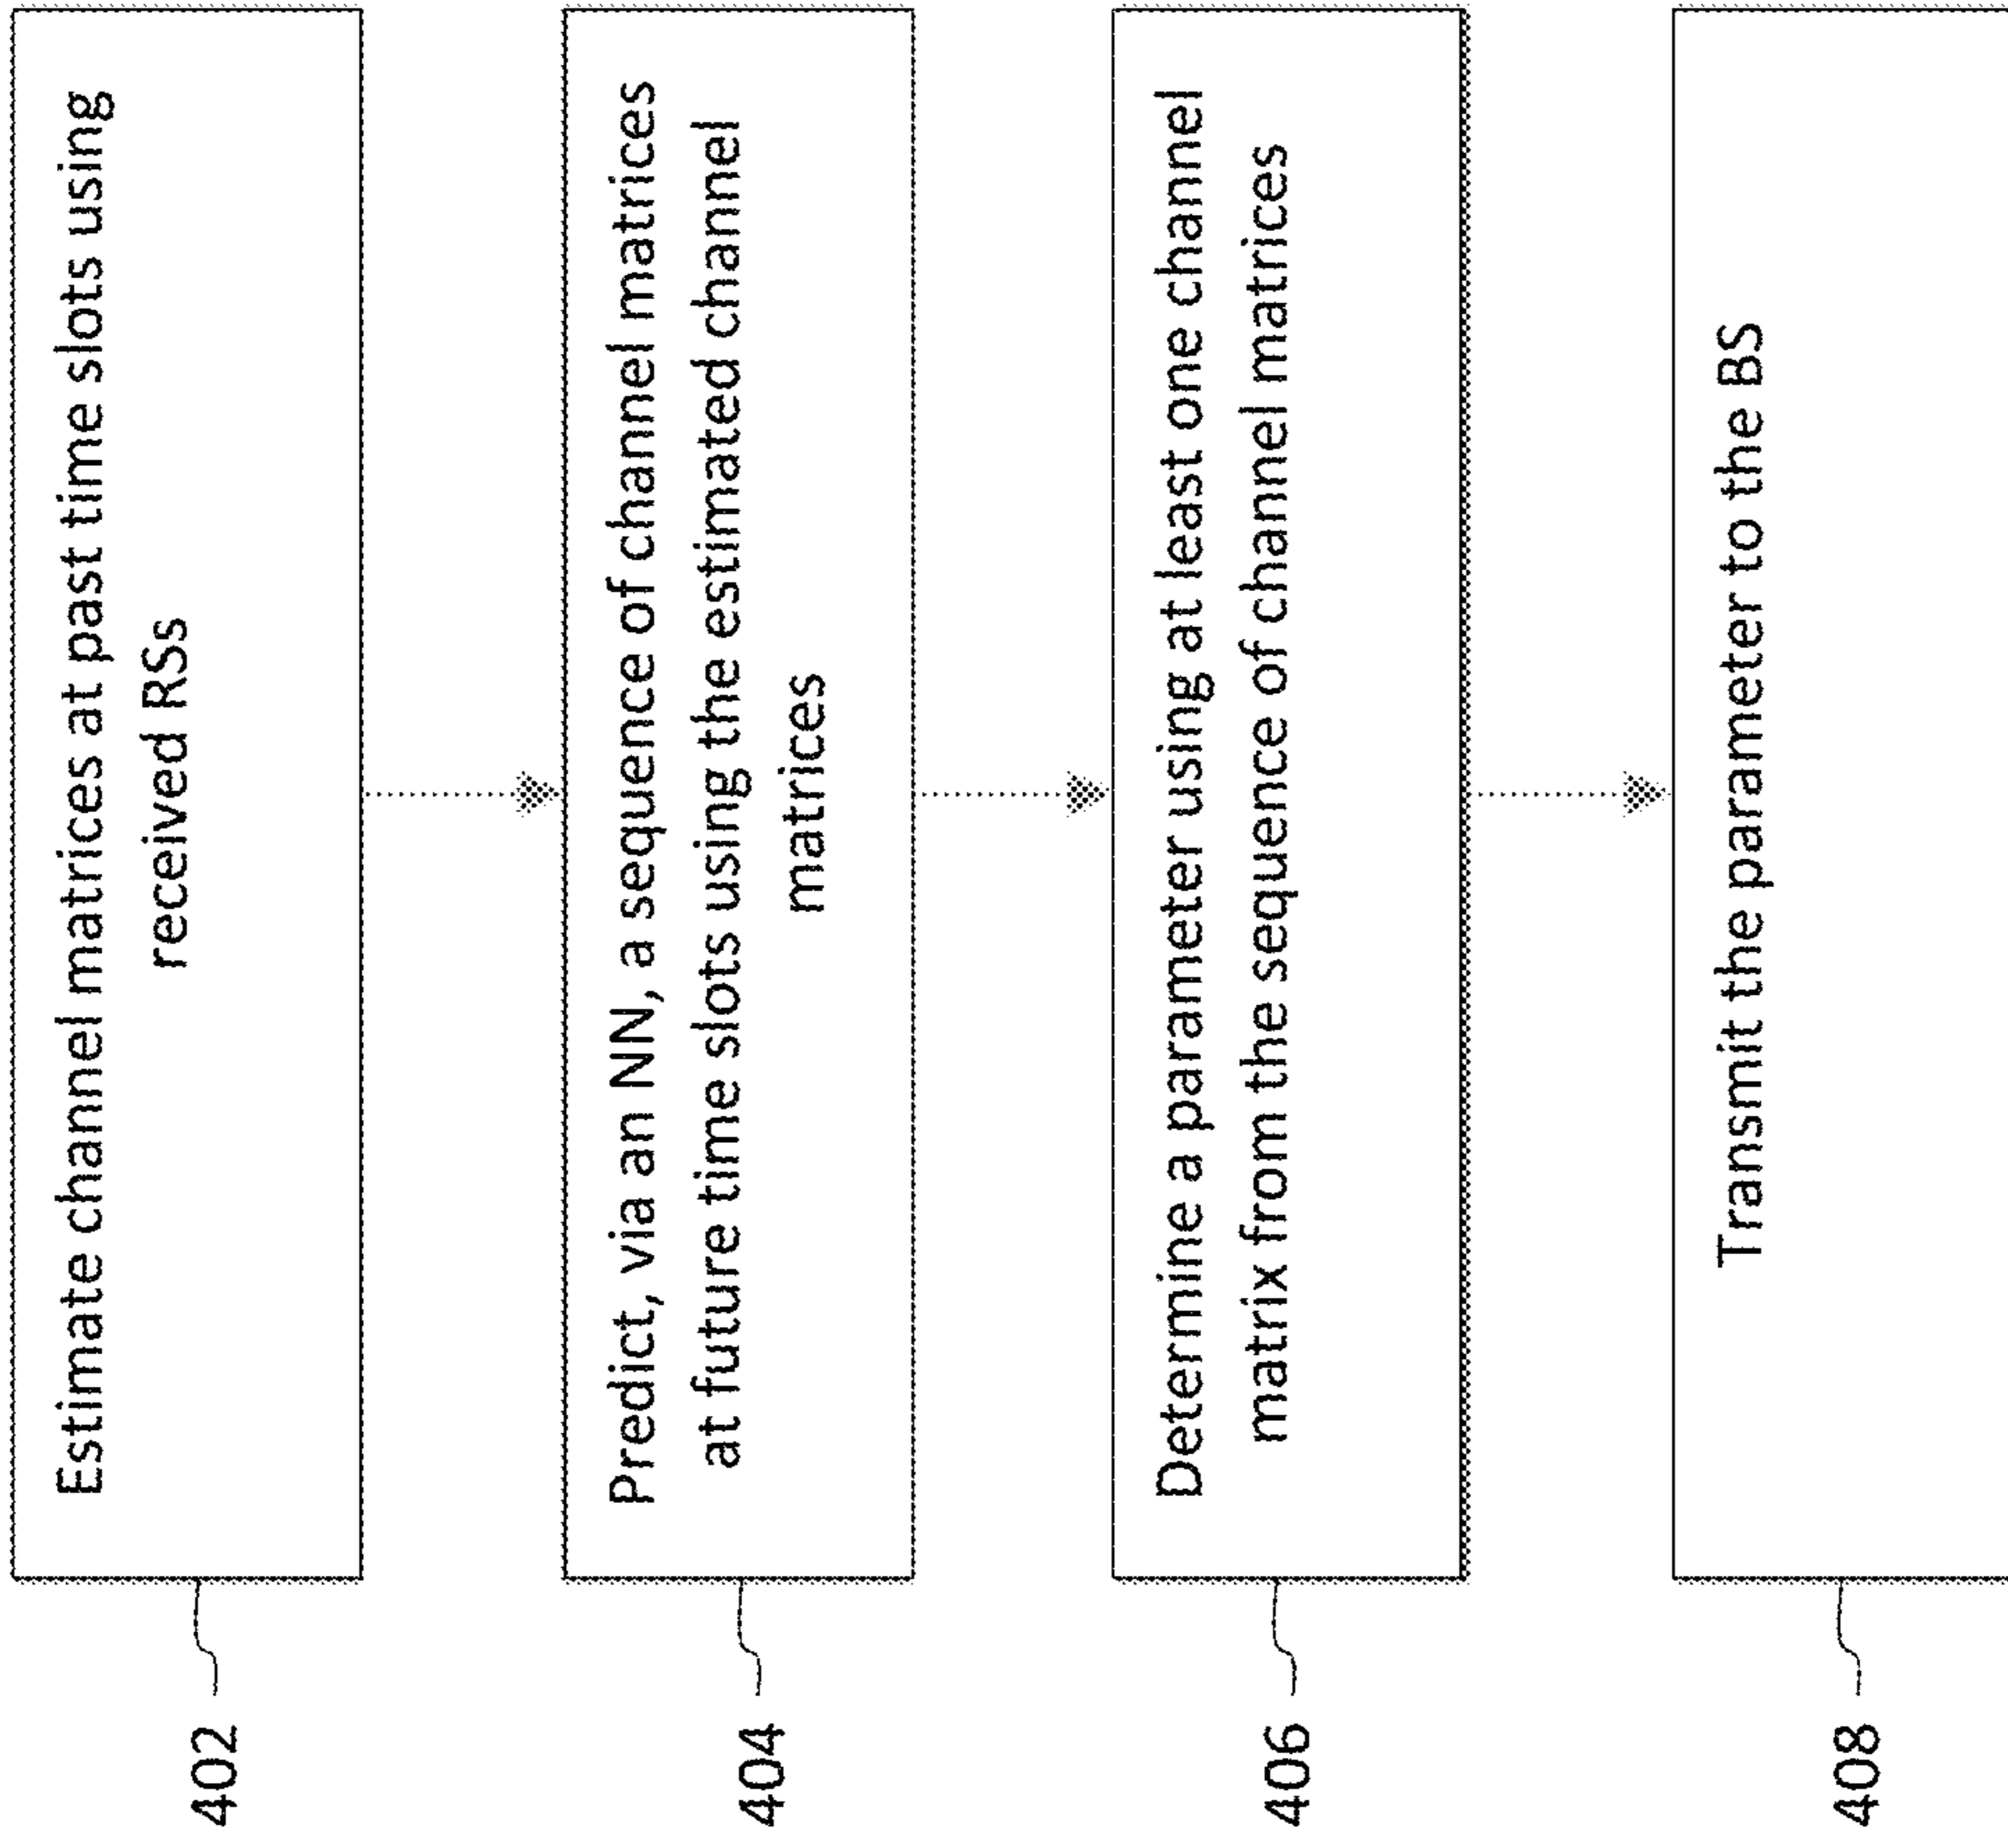 402
Estimate channel matrices at past time slots using
received RSs
404
Predict, via an NN, a sequence of channel matrices
at future time slots using the estimated channel
matrices
406
Determine a parameter using at least one channel
matrix from the sequence of channel matrices
408
Transmit the parameter to the BS